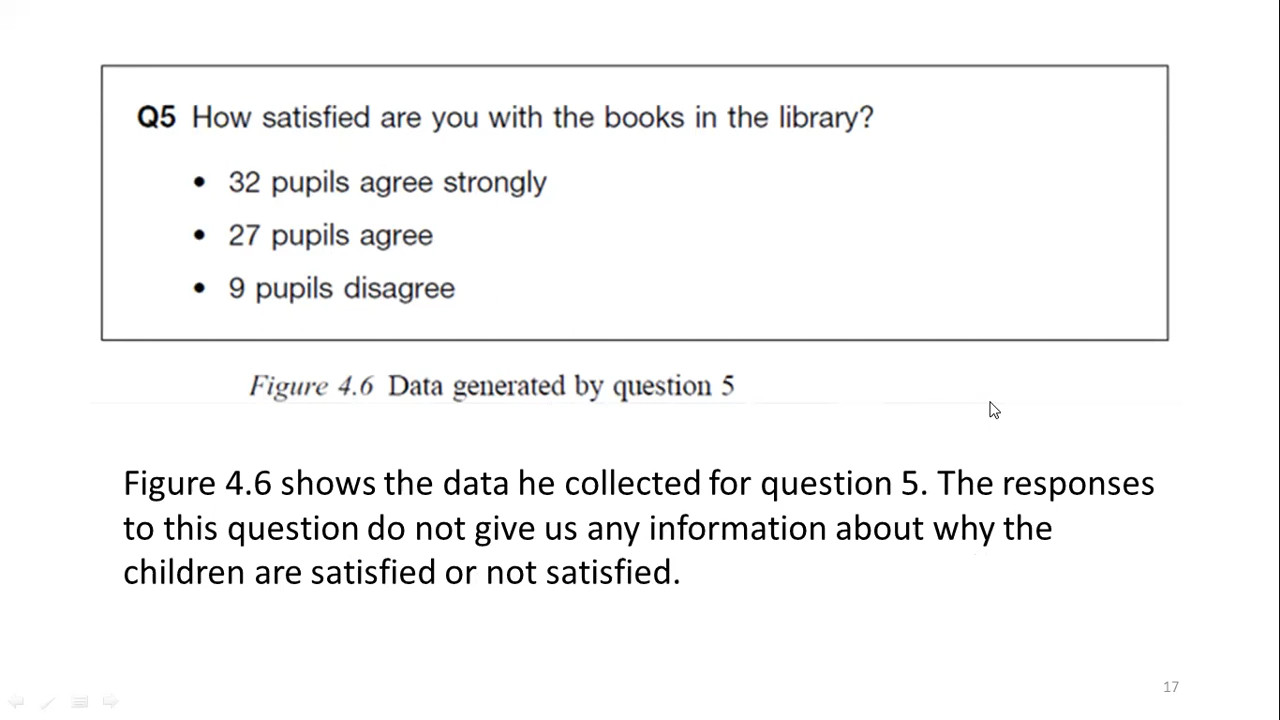 Q5 How satisfied are you with the books in the library?
• 32 pupils agree strongly
• 27 pupils agree
• 9 pupils disagree
Figure 4.6 Data generated by question 5
Figure 4.6 shows the data he collected for question 5. The responses
to this question do not give us any information about why the
children are satisfied or not satisfied.
17